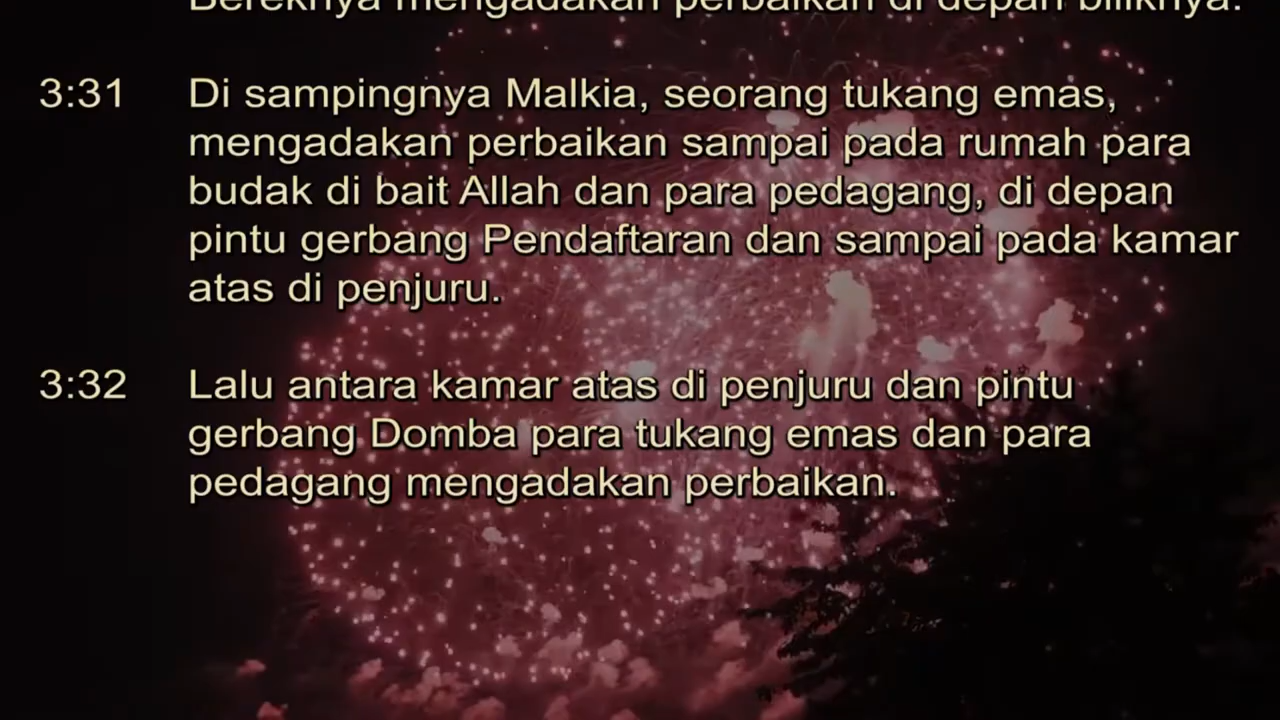 Bereknya mengadakan perbaikan di depan biliknya.
3:31 Di sampingnya Malkia, seorang tukang emas,
mengadakan perbaikan sampai pada rumah para
budak di bait Allah dan para pedagang, di depan
pintu gerbang Pendaftaran dan sampai pada kamar
atas di penjuru.
3:32 Lalu antara kamar atas di penjuru dan pintu
gerbang Domba para tukang emas dan para
pedagang mengadakan perbaikan.